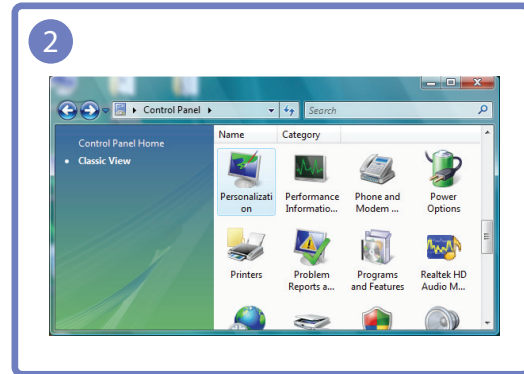 2
Control Panel
Search
Control Panel Home
Classic View
Name Category
Personalizati
on
Performance
Informatio...
Phone and
Modem ...
Power
Options
Printers
Problem
Reports a...
Programs
and Features
Realtek HD
Audio M...